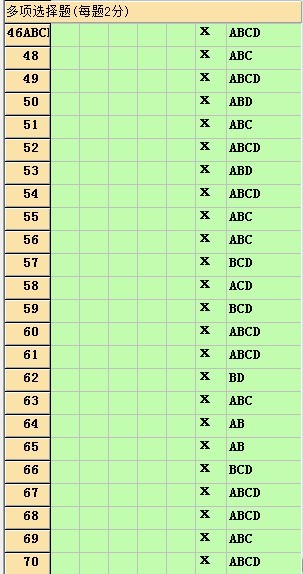 多项选择题(每题2分)
46ABCI X ABCD
48 X ABC
49 X ABCD
50 X ABD
51 X ABC
52 X ABCD
53 X ABD
54 X ABCD
55 X ABC
56 X ABC
57 X BCD
58 X ACD
59 X BCD
60 X ABCD
61 X ABCD
62 X BD
63 X ABC
64 X AB
65 X AB
66 X BCD
67 X ABCD
68 X ABCD
69 X ABC
70 X ABCD